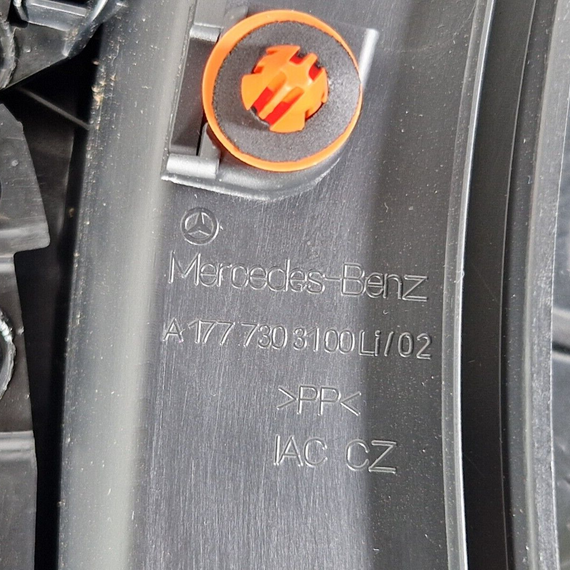 Mercedes-Benz
A 177 730 3100 Li/02
>PP<
IAC CZ